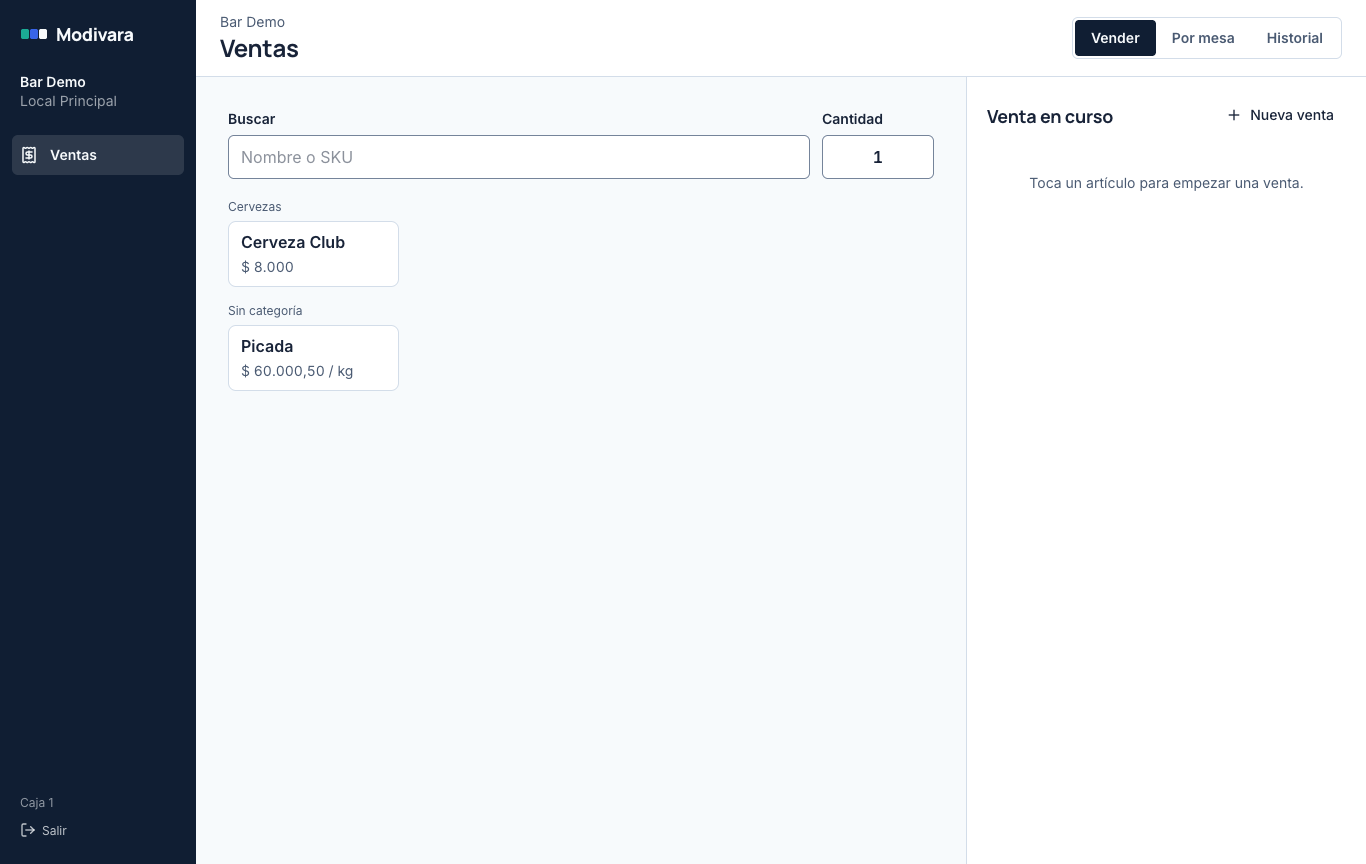 Modivara
Bar Demo
Local Principal
Ventas
Caja 1
Salir
Bar Demo
Ventas
Vender
Por mesa
Historial
Buscar
Cantidad
Nombre o SKU
1
Cervezas
Cerveza Club
$ 8.000
Sin categoría
Picada
$ 60.000,50 / kg
Venta en curso
Nueva venta
Toca un artículo para empezar una venta.